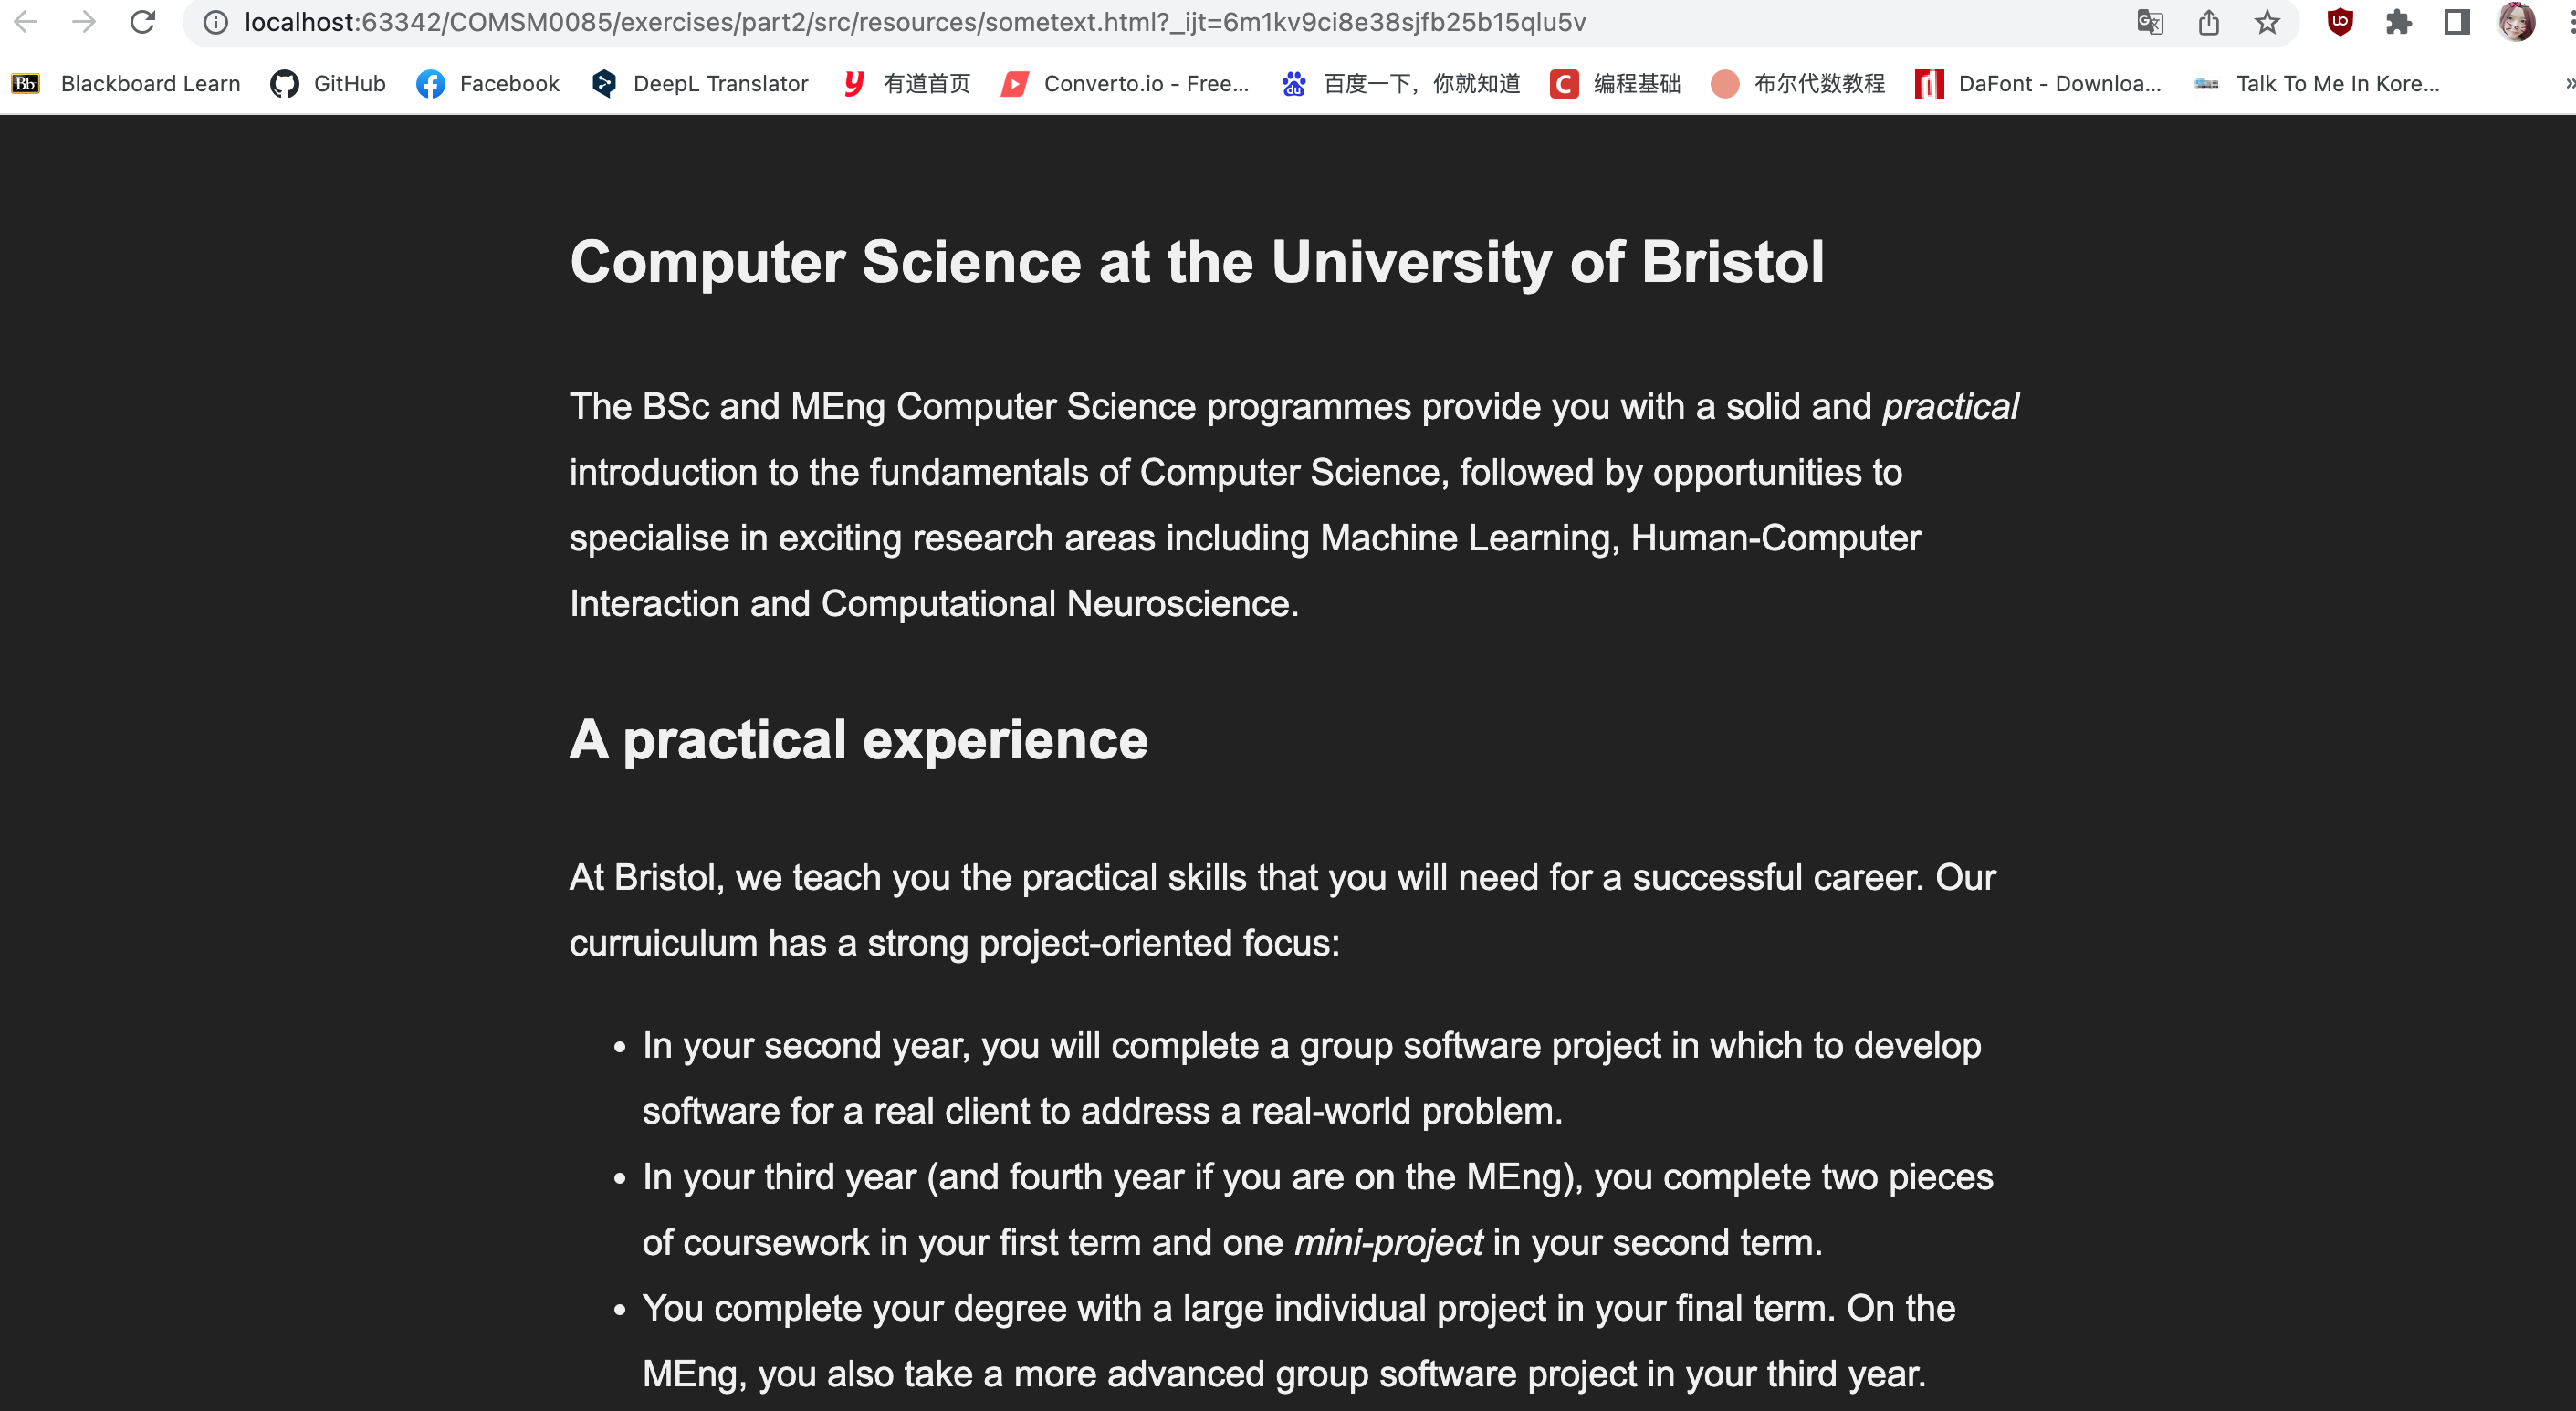 localhost:63342/COMSM0085/exercises/part2/src/resources/sometext.html?_ijt=6m1kv9ci8e38sjfb25b15qlu5v
Bb Blackboard Learn GitHub Facebook DeepL Translator y 有道首页 Converto.io - Free... 百度一下，你就知道 C 编程基础 布尔代数教程 DaFont - Downloa... Talk To Me In Kore... »
Computer Science at the University of Bristol
The BSc and MEng Computer Science programmes provide you with a solid and practical
introduction to the fundamentals of Computer Science, followed by opportunities to
specialise in exciting research areas including Machine Learning, Human-Computer
Interaction and Computational Neuroscience.
A practical experience
At Bristol, we teach you the practical skills that you will need for a successful career. Our
curruiculum has a strong project-oriented focus:
• In your second year, you will complete a group software project in which to develop
software for a real client to address a real-world problem.
• In your third year (and fourth year if you are on the MEng), you complete two pieces
of coursework in your first term and one mini-project in your second term.
• You complete your degree with a large individual project in your final term. On the
MEng, you also take a more advanced group software project in your third year.